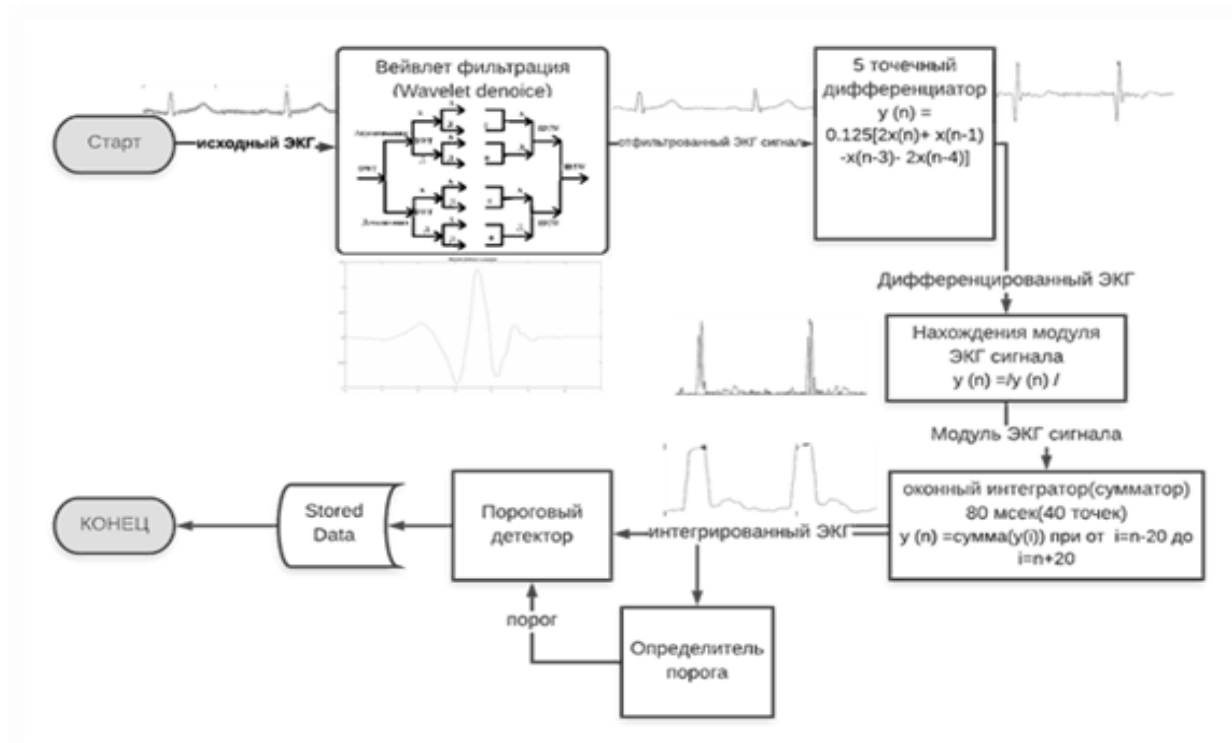 Вейвлет фильтрация
(Wavelet denoice)
5 точечный
дифференциатор
y (n) =
0.125[2x(n)+ x(n-1)
-x(n-3)- 2x(n-4)]
Старт
исходный ЭКГ
отфильтрованный ЭКГ сигнал
Дифференцированный ЭКГ
Нахождения модуля
ЭКГ сигнала
y (n) =/y (n) /
Модуль ЭКГ сигнала
оконный интегратор(сумматор)
80 мсек(40 точек)
y (n) =сумма(y(i)) при от i=n-20 до
i=n+20
интегрированный ЭКГ
Пороговый
детектор
Stored
Data
КОНЕЦ
порог
Определитель
порога